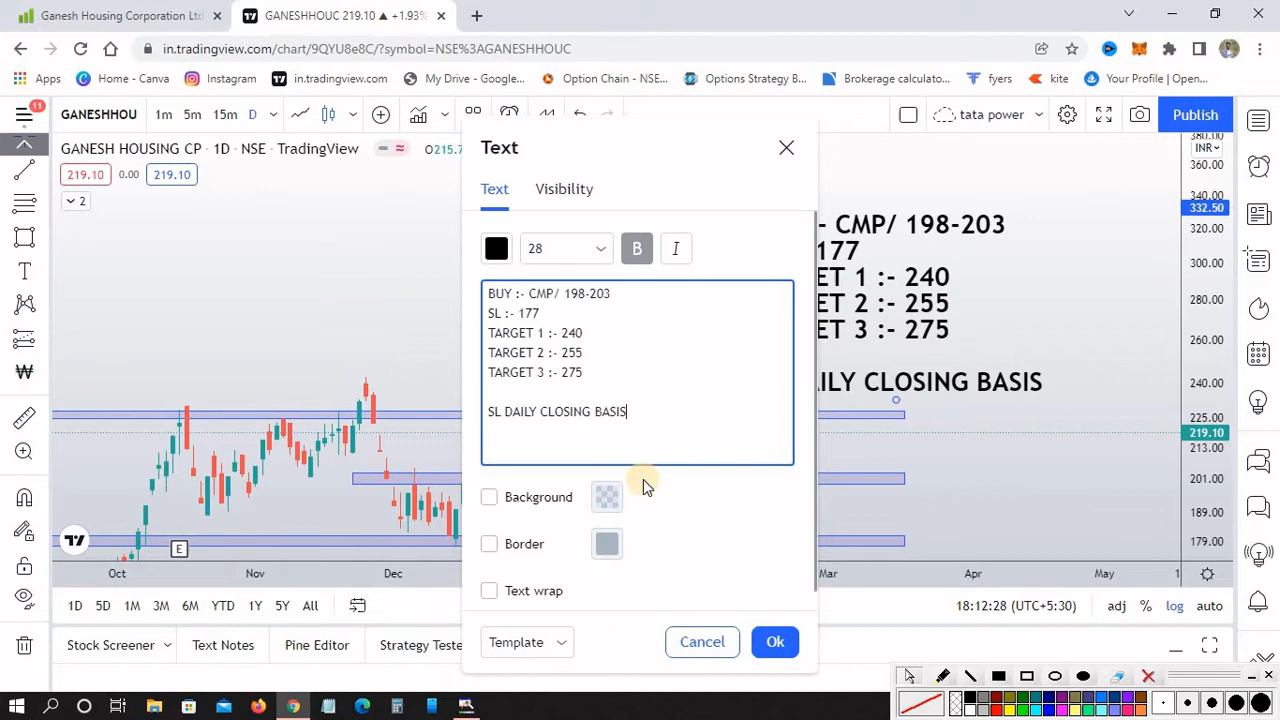 Ganesh Housing Corporation Ltd
GANESHHOUC 219.10 ▲ +1.93%
in.tradingview.com/chart/9QYU8e8C/?symbol=NSE%3AGANESHHOUC
Apps
Home - Canva
Instagram
in.tradingview.com
My Drive - Google...
Option Chain - NSE...
Options Strategy B...
Brokerage calculato...
fyers
kite
Your Profile | Open...
11
GANESHHOU
1m 5m 15m D
tata power
Publish
GANESH HOUSING CP · 1D · NSE · TradingView
O215.7
219.10 0.00 219.10
2
Text
Text
Visibility
28
B
I
BUY :- CMP/ 198-203
SL :- 177
TARGET 1 :- 240
TARGET 2 :- 255
TARGET 3 :- 275
SL DAILY CLOSING BASIS
Background
Border
Text wrap
Template
Cancel
Ok
- CMP/ 198-203
177
ET 1 :- 240
ET 2 :- 255
ET 3 :- 275
AILY CLOSING BASIS
380.00
INR
360.00
340.00
332.50
320.00
300.00
280.00
260.00
240.00
225.00
219.10
213.00
201.00
189.00
179.00
E
Oct
Nov
Dec
Mar
Apr
May
1
1D 5D 1M 3M 6M YTD 1Y 5Y All
18:12:28 (UTC+5:30)
adj % log auto
Stock Screener
Text Notes
Pine Editor
Strategy Teste